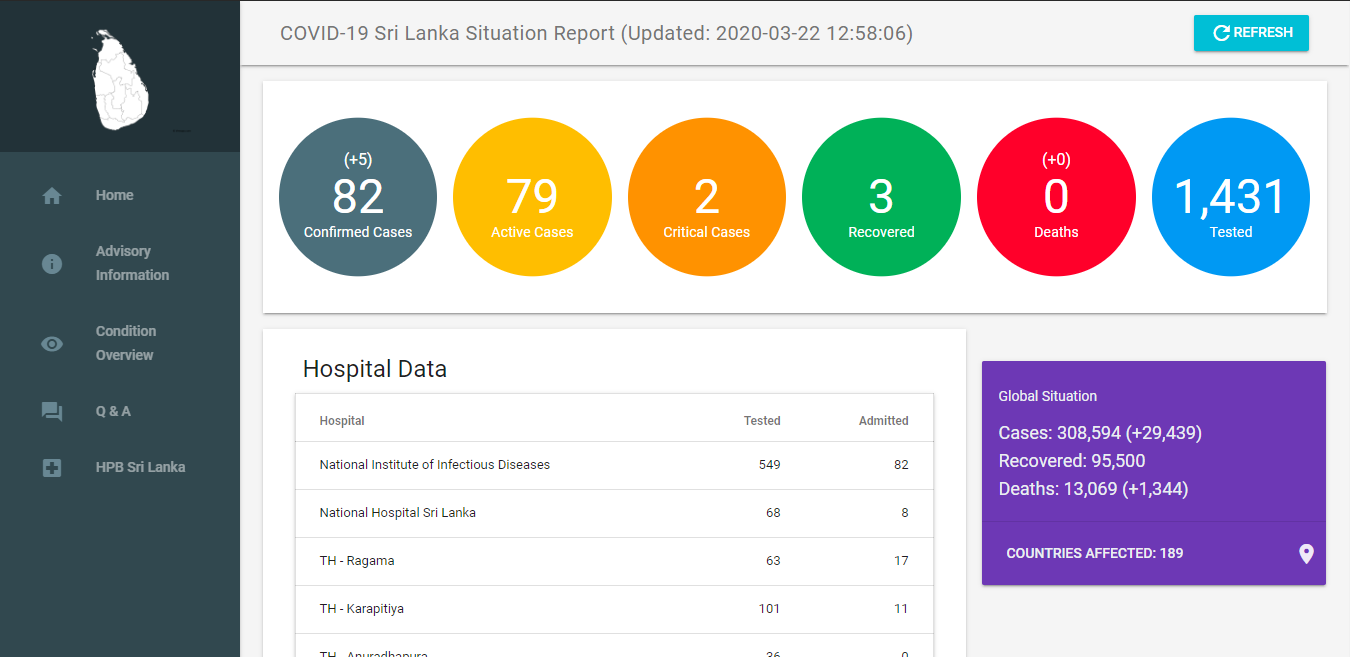 COVID-19 Sri Lanka Situation Report (Updated: 2020-03-22 12:58:06)
REFRESH
Home
Advisory
Information
Condition
Overview
Q & A
HPB Sri Lanka
(+5)
82
Confirmed Cases
79
Active Cases
2
Critical Cases
3
Recovered
(+0)
0
Deaths
1,431
Tested
Hospital Data
Hospital Tested Admitted
National Institute of Infectious Diseases 549 82
National Hospital Sri Lanka 68 8
TH - Ragama 63 17
TH - Karapitiya 101 11
TH - Anuradhapura 36 0
Global Situation
Cases: 308,594 (+29,439)
Recovered: 95,500
Deaths: 13,069 (+1,344)
COUNTRIES AFFECTED: 189